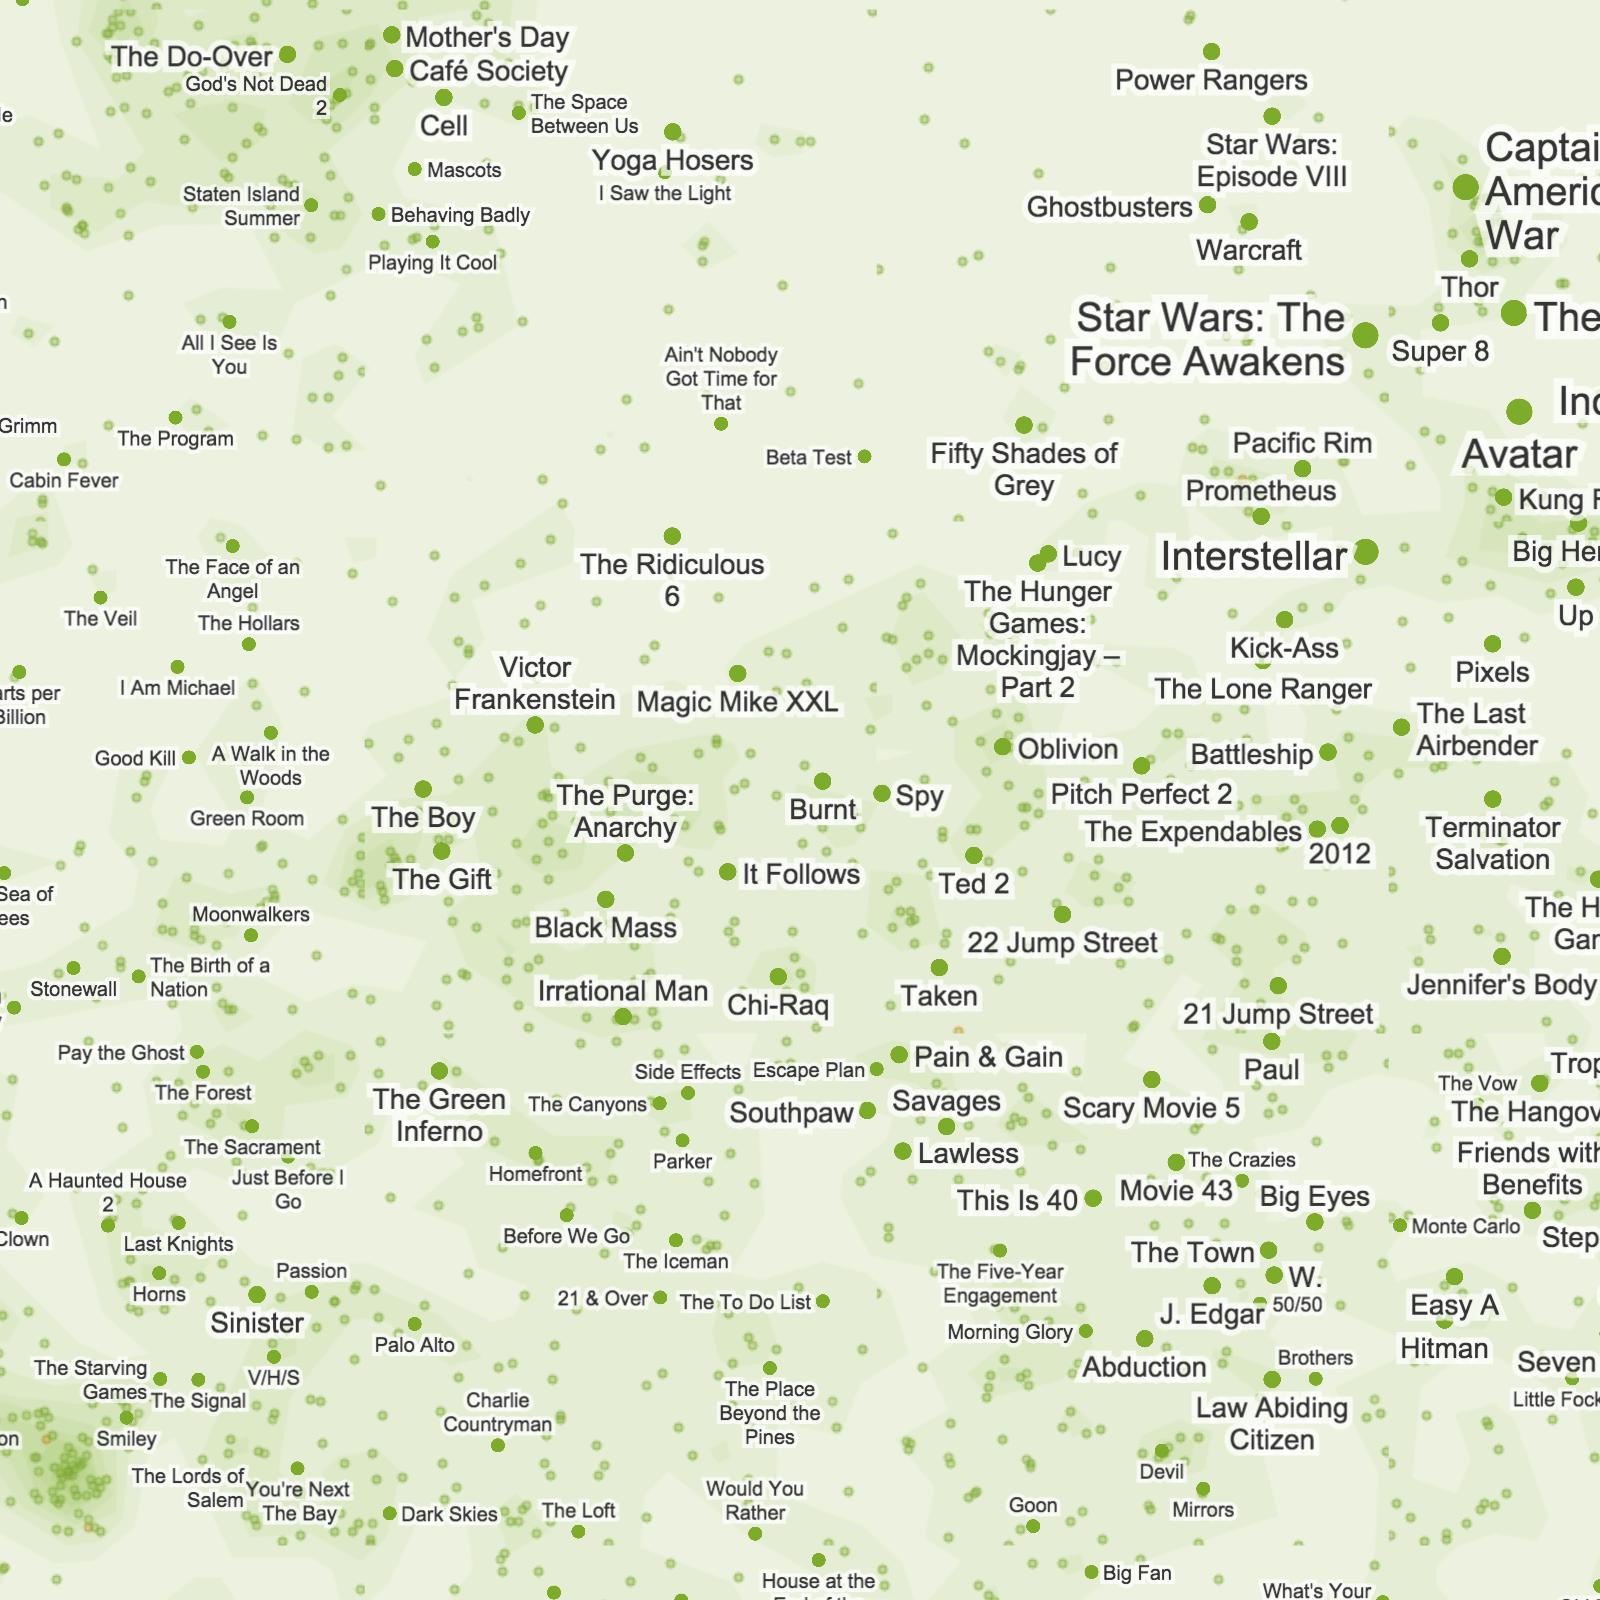 Mother's Day
The Do-Over
Café Society
God's Not Dead
2
Cell
The Space
Between Us
Yoga Hosers
Mascots
I Saw the Light
Staten Island
Summer
Behaving Badly
Playing It Cool
Power Rangers
Star Wars:
Episode VIII
Ghostbusters
Warcraft
War
Thor
Star Wars: The
Force Awakens
The
Super 8
All I See Is
You
Ain't Nobody
Got Time for
That
Grimm
The Program
Beta Test
Cabin Fever
Fifty Shades of
Grey
Pacific Rim
Prometheus
Avatar
The Face of an
Angel
The Ridiculous
6
Lucy
Interstellar
The Veil
The Hollars
The Hunger
Games:
Mockingjay –
Part 2
Up
Kick-Ass
The Lone Ranger
Pixels
I Am Michael
Victor
Frankenstein
Magic Mike XXL
arts per
Billion
Good Kill
A Walk in the
Woods
Oblivion
Battleship
The Last
Airbender
Green Room
The Boy
The Purge:
Anarchy
Burnt
Spy
Pitch Perfect 2
The Expendables
2012
Terminator
Salvation
The Gift
It Follows
Ted 2
Sea of
ees
Moonwalkers
Black Mass
22 Jump Street
The H
Gar
Stonewall
The Birth of a
Nation
Irrational Man
Chi-Raq
Taken
21 Jump Street
Jennifer's Body
Pay the Ghost
The Forest
The Green
Inferno
Side Effects
Escape Plan
Pain & Gain
Paul
The Vow
The Canyons
Southpaw
Savages
Scary Movie 5
The Hangov
The Sacrament
Homefront
Parker
Lawless
The Crazies
Friends with
Benefits
A Haunted House
2
Just Before I
Go
This Is 40
Movie 43
Big Eyes
Clown
Last Knights
Before We Go
The Iceman
The Town
Monte Carlo
Step
Horns
Passion
21 & Over
The To Do List
The Five-Year
Engagement
W.
J. Edgar
50/50
Easy A
Sinister
Palo Alto
Morning Glory
Abduction
Brothers
Hitman
Seven
The Starving
Games
The Signal
V/H/S
Charlie
Countryman
The Place
Beyond the
Pines
Law Abiding
Citizen
Little Fock
Smiley
The Lords of
Salem
You're Next
The Bay
Dark Skies
The Loft
Would You
Rather
Devil
Mirrors
Goon
House at the
Big Fan
What's Your